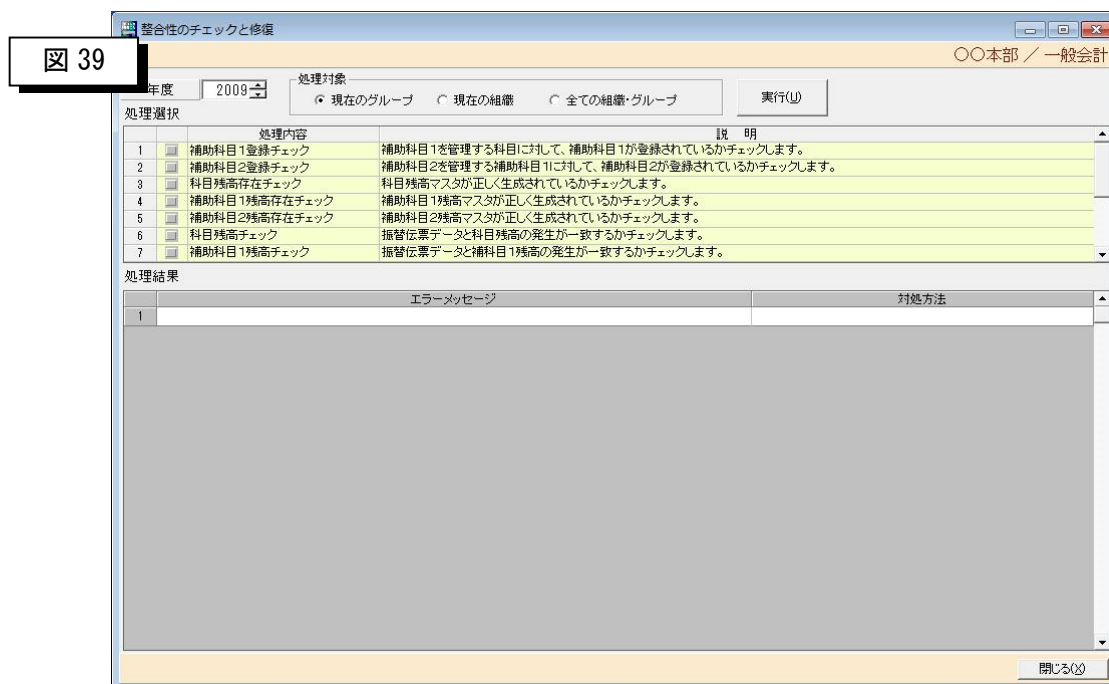 整合性のチェックと修復
図 39
〇〇本部 ／ 一般会計
年度 2009 処理対象 現在のグループ 現在の組織 全ての組織・グループ 実行(U)
処理選択
処理内容 説 明
1 補助科目1登録チェック 補助科目1を管理する科目に対して、補助科目1が登録されているかチェックします。
2 補助科目2登録チェック 補助科目2を管理する補助科目1に対して、補助科目2が登録されているかチェックします。
3 科目残高存在チェック 科目残高マスタが正しく生成されているかチェックします。
4 補助科目1残高存在チェック 補助科目1残高マスタが正しく生成されているかチェックします。
5 補助科目2残高存在チェック 補助科目2残高マスタが正しく生成されているかチェックします。
6 科目残高チェック 振替伝票データと科目残高の発生が一致するかチェックします。
7 補助科目1残高チェック 振替伝票データと補科目1残高の発生が一致するかチェックします。
処理結果
エラーメッセージ 対処方法
1
閉じる(X)